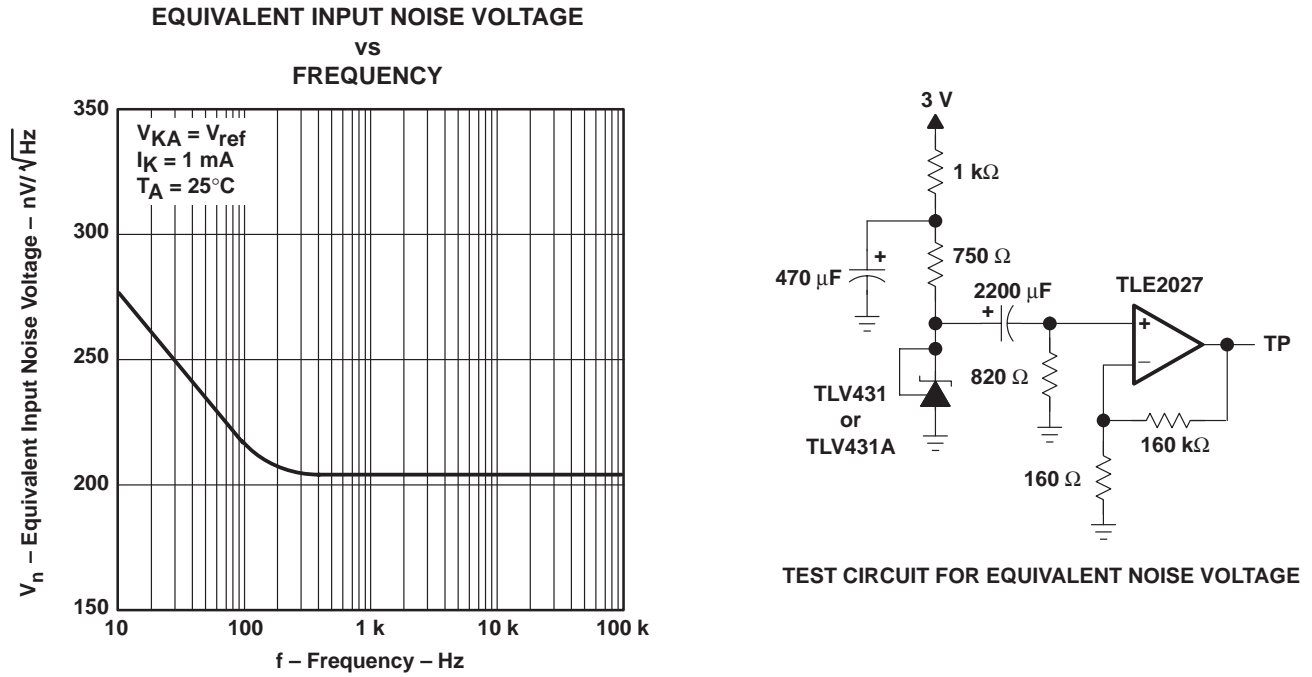 EQUIVALENT INPUT NOISE VOLTAGE
vs
FREQUENCY
V_n – Equivalent Input Noise Voltage – nV/√Hz
350
300
250
200
150
V_KA = V_ref
I_K = 1 mA
T_A = 25°C
10
100
1 k
10 k
100 k
f – Frequency – Hz
3 V
1 kΩ
750 Ω
470 μF
+
2200 μF
+
TLE2027
+
–
TP
820 Ω
TLV431
or
TLV431A
160 kΩ
160 Ω
TEST CIRCUIT FOR EQUIVALENT NOISE VOLTAGE